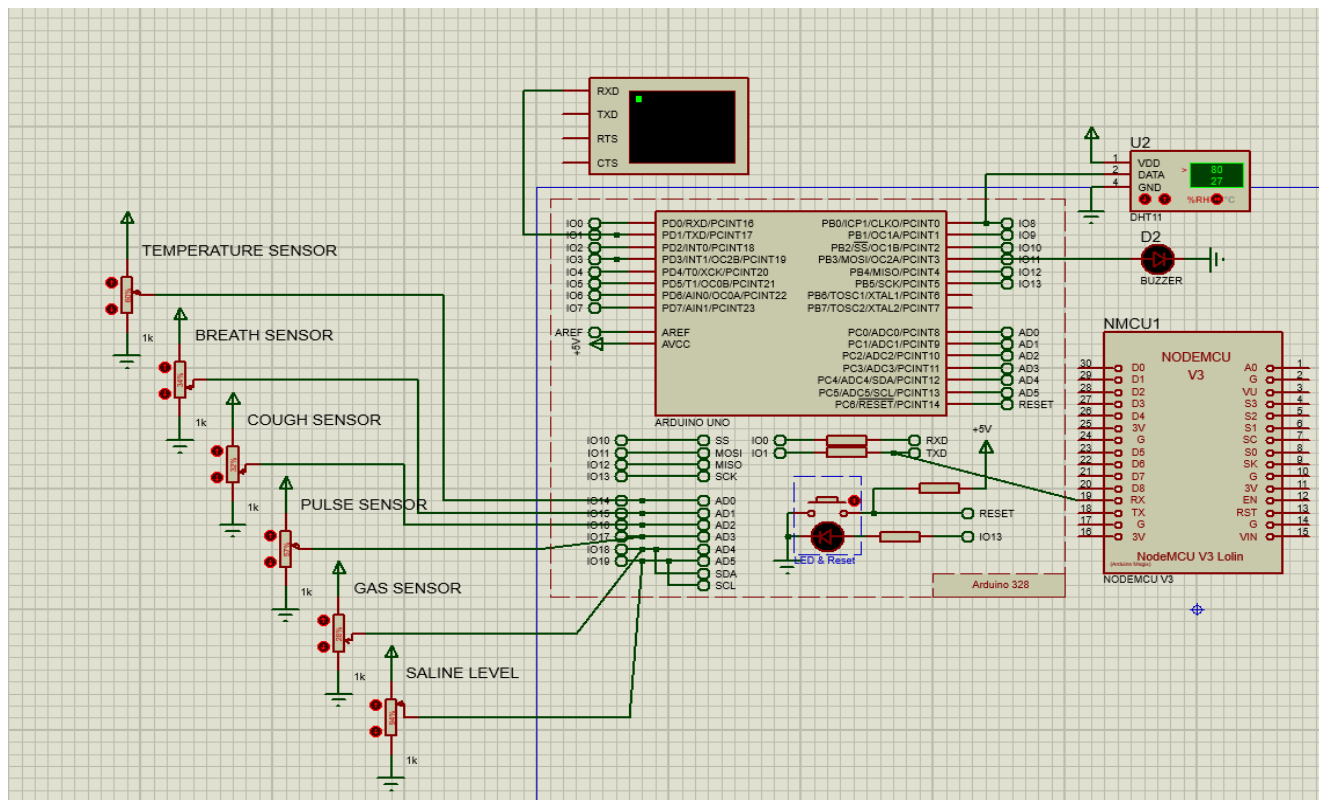 RXD
TXD
RTS
CTS
U2
1 VDD
2 DATA
4 GND
> 80
27
%RH °C
DHT11
D2
BUZZER
TEMPERATURE SENSOR
1k
BREATH SENSOR
34%
1k
COUGH SENSOR
32%
1k
PULSE SENSOR
57%
1k
GAS SENSOR
28%
1k
SALINE LEVEL
1k
IO0 PD0/RXD/PCINT16 PB0/ICP1/CLKO/PCINT0 IO8
IO1 PD1/TXD/PCINT17 PB1/OC1A/PCINT1 IO9
IO2 PD2/INT0/PCINT18 PB2/SS/OC1B/PCINT2 IO10
IO3 PD3/INT1/OC2B/PCINT19 PB3/MOSI/OC2A/PCINT3 IO11
IO4 PD4/T0/XCK/PCINT20 PB4/MISO/PCINT4 IO12
IO5 PD5/T1/OC0B/PCINT21 PB5/SCK/PCINT5 IO13
IO6 PD6/AIN0/OC0A/PCINT22 PB6/TOSC1/XTAL1/PCINT6
IO7 PD7/AIN1/PCINT23 PB7/TOSC2/XTAL2/PCINT7
AREF AREF PC0/ADC0/PCINT8 AD0
+5V AVCC PC1/ADC1/PCINT9 AD1
PC2/ADC2/PCINT10 AD2
PC3/ADC3/PCINT11 AD3
PC4/ADC4/SDA/PCINT12 AD4
PC5/ADC5/SCL/PCINT13 AD5
PC6/RESET/PCINT14 RESET
ARDUINO UNO
IO10 SS
IO11 MOSI
IO12 MISO
IO13 SCK
IO14 AD0
IO15 AD1
IO16 AD2
IO17 AD3
IO18 AD4
IO19 AD5
SDA
SCL
IO0 RXD
IO1 TXD
+5V
RESET
IO13
LED & Reset
Arduino 328
NMCU1
NODEMCU
V3
30 D0 A0 1
29 D1 G 2
28 D2 VU 3
27 D3 S3 4
26 D4 S2 5
25 3V S1 6
24 G SC 7
23 D5 S0 8
22 D6 SK 9
21 D7 G 10
20 D8 3V 11
19 RX EN 12
18 TX RST 13
17 G G 14
16 3V VIN 15
NodeMCU V3 Lolin
NODEMCU V3